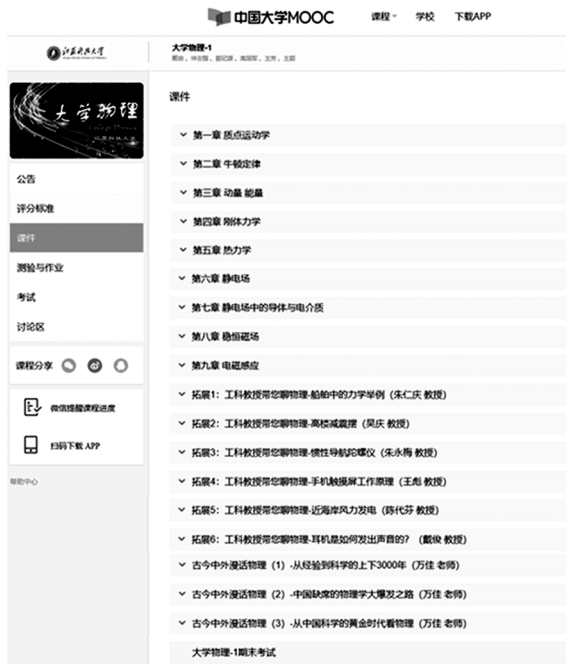 中国大学MOOC
课程
学校
下载APP
江苏科技大学
大学物理-1
大学物理
公告
评分标准
课件
测验与作业
考试
讨论区
课程分享
微信提醒课程进度
扫码下载 APP
帮助中心
课件
第一章 质点运动学
第二章 牛顿定律
第三章 动量 能量
第四章 刚体力学
第五章 热力学
第六章 静电场
第七章 静电场中的导体与电介质
第八章 稳恒磁场
第九章 电磁感应
拓展1：工科教授带您聊物理-船舶中的力学举例（朱仁庆 教授）
拓展2：工科教授带您聊物理-高楼减震摆（吴庆 教授）
拓展3：工科教授带您聊物理-惯性导航陀螺仪（朱永梅 教授）
拓展4：工科教授带您聊物理-手机触摸屏工作原理（王彪 教授）
拓展5：工科教授带您聊物理-近海岸风力发电（陈代芬 教授）
拓展6：工科教授带您聊物理-耳机是如何发出声音的？（戴俊 教授）
古今中外漫话物理（1）-从经验到科学的上下3000年（万佳 老师）
古今中外漫话物理（2）-中国缺席的物理学大爆发之路（万佳 老师）
古今中外漫话物理（3）-从中国科学的黄金时代看物理（万佳 老师）
大学物理-1期末考试